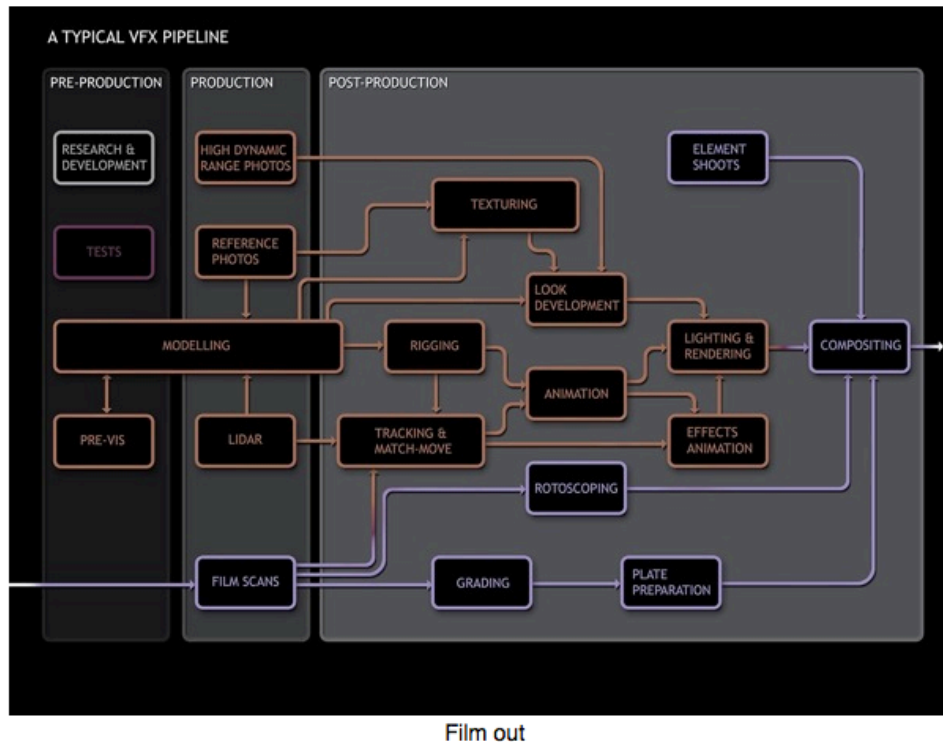 A TYPICAL VFX PIPELINE
PRE-PRODUCTION
PRODUCTION
POST-PRODUCTION
RESEARCH &
DEVELOPMENT
HIGH DYNAMIC
RANGE PHOTOS
ELEMENT
SHOOTS
TEXTURING
TESTS
REFERENCE
PHOTOS
LOOK
DEVELOPMENT
MODELLING
RIGGING
LIGHTING &
RENDERING
COMPOSITING
ANIMATION
PRE-VIS
LIDAR
TRACKING &
MATCH-MOVE
EFFECTS
ANIMATION
ROTOSCOPING
FILM SCANS
GRADING
PLATE
PREPARATION
Film out